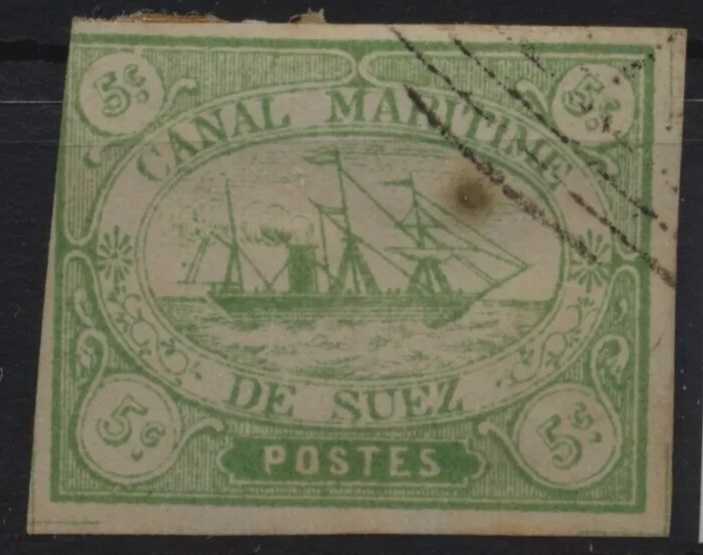 5c. 5c.
CANAL MARITIME
DE SUEZ
5c. 5c.
POSTES